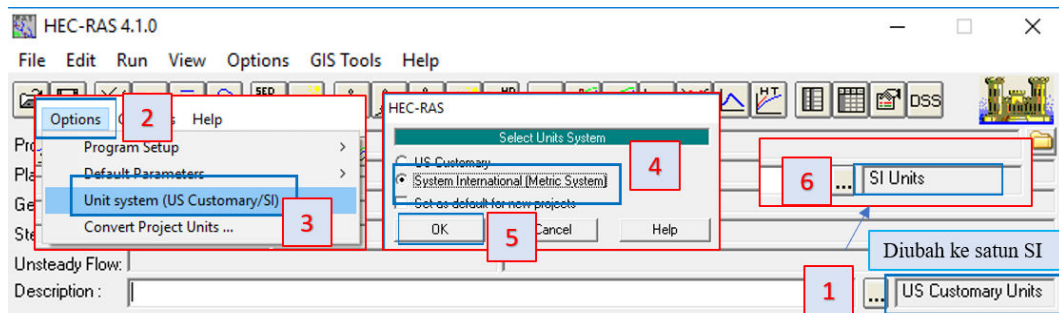 HEC-RAS 4.1.0
File Edit Run View Options GIS Tools Help
HT
DSS
Options
2
Help
Program Setup >
Default Parameters >
Unit system (US Customary/SI)
3
Convert Project Units ...
HEC-RAS
Select Units System
US Customary
System International (Metric System)
4
Set as default for new projects
OK
5
Cancel
Help
6
... SI Units
Diubah ke satun SI
Unsteady Flow:
Description :
1
... US Customary Units